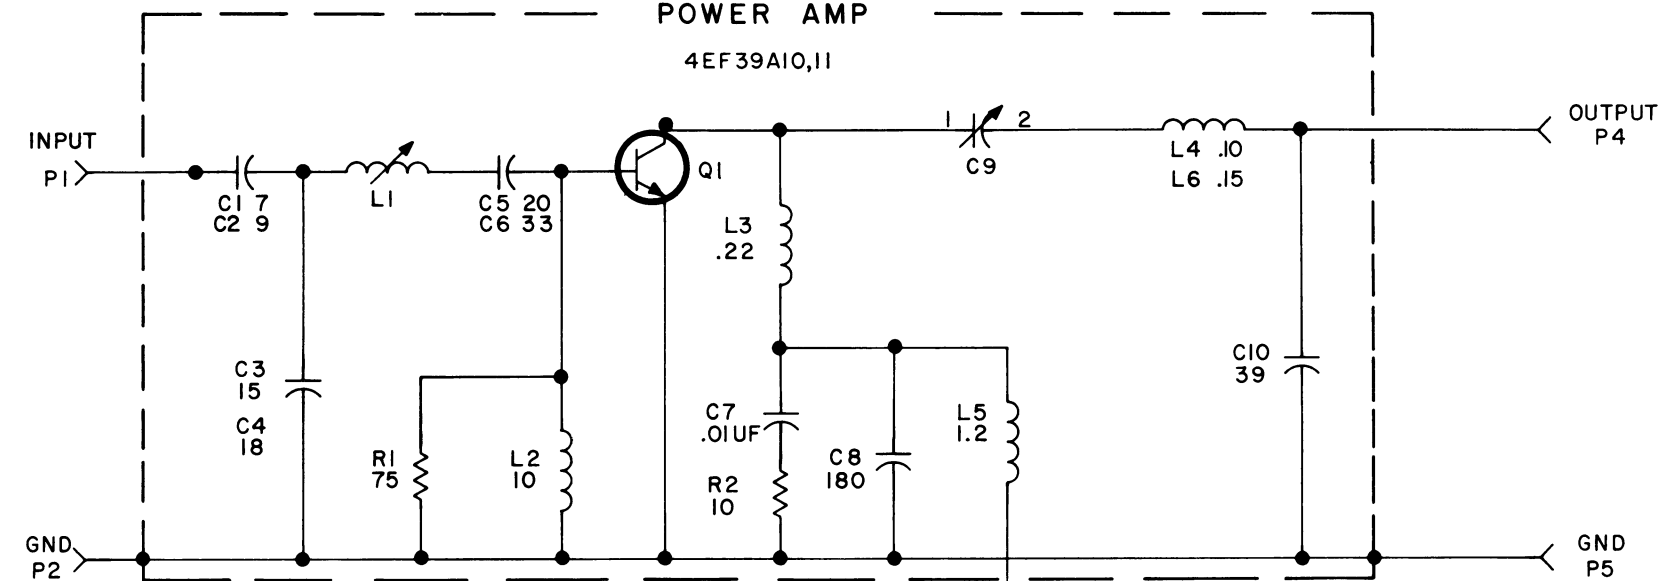 POWER AMP
4EF39A10,11
INPUT
P1
1
2
C9
OUTPUT
P4
L4 .10
L6 .15
Q1
C1 7
C2 9
L1
C5 20
C6 33
L3
.22
C3
15
C4
18
C10
39
R1
75
L2
10
C7
.01UF
R2
10
C8
180
L5
1.2
GND
P2
GND
P5